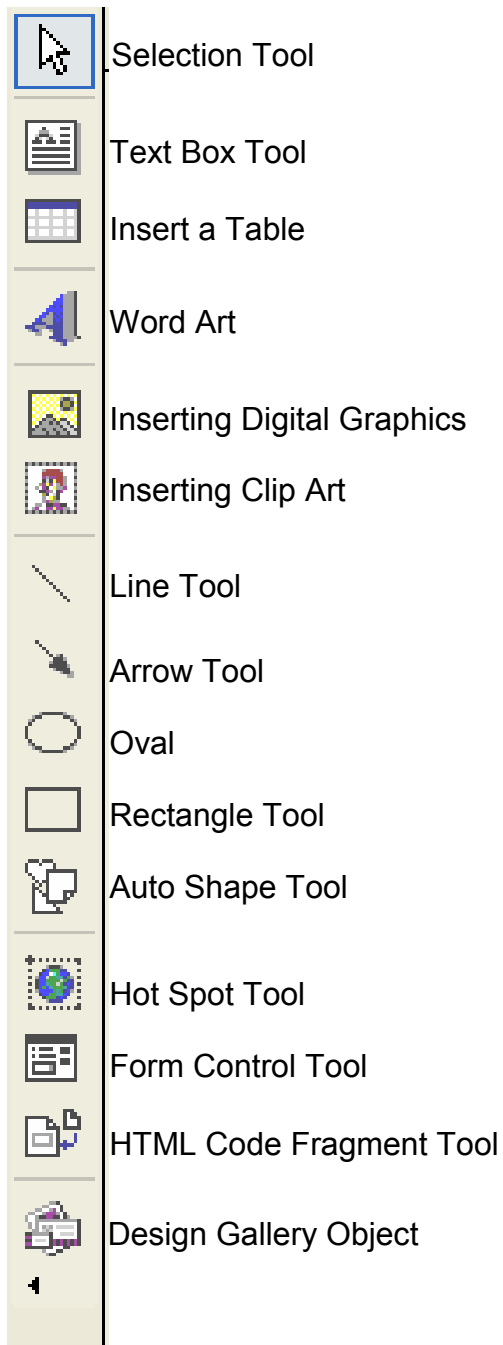 Selection Tool
Text Box Tool
Insert a Table
Word Art
Inserting Digital Graphics
Inserting Clip Art
Line Tool
Arrow Tool
Oval
Rectangle Tool
Auto Shape Tool
Hot Spot Tool
Form Control Tool
HTML Code Fragment Tool
Design Gallery Object